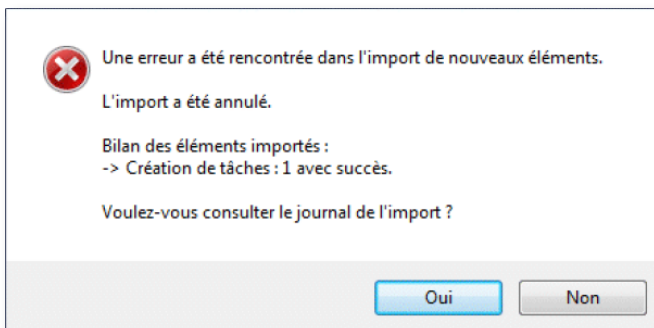 Une erreur a été rencontrée dans l'import de nouveaux éléments.
L'import a été annulé.
Bilan des éléments importés :
-> Création de tâches : 1 avec succès.
Voulez-vous consulter le journal de l'import ?
Oui
Non